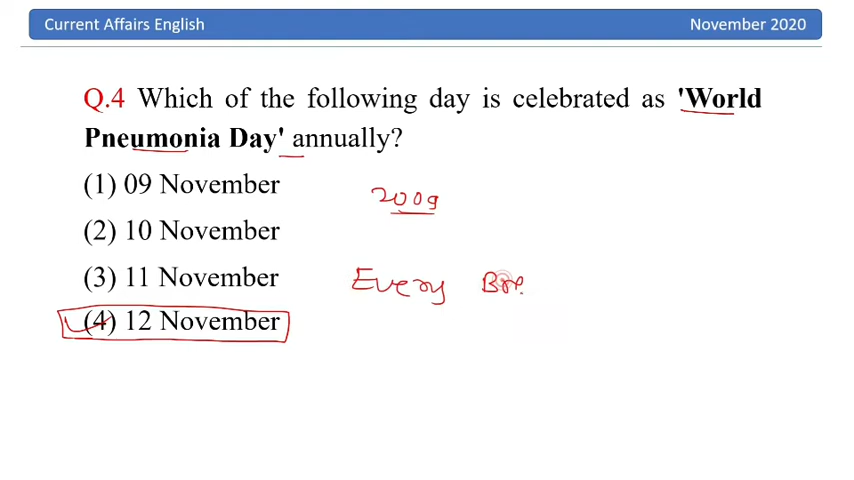 Current Affairs English
November 2020
Q.4 Which of the following day is celebrated as 'World
Pneumonia Day' annually?
(1) 09 November
2009
(2) 10 November
(3) 11 November
Every Bre
(4) 12 November